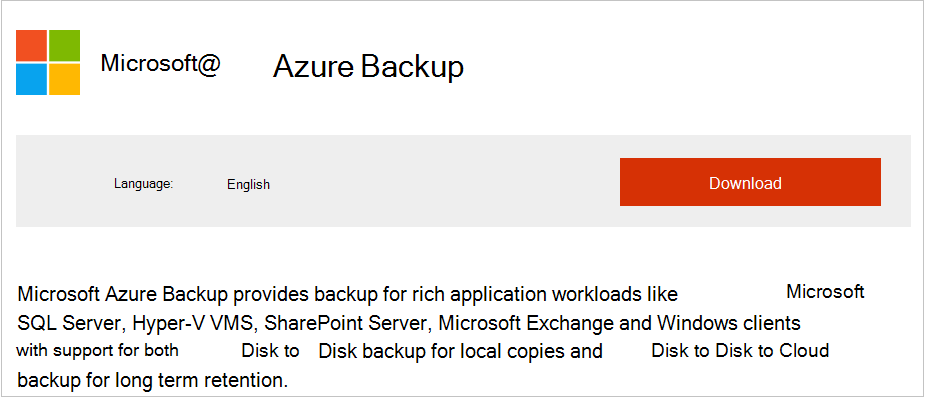 Microsoft@ Azure Backup
Language: English Download
Microsoft Azure Backup provides backup for rich application workloads like Microsoft
SQL Server, Hyper-V VMS, SharePoint Server, Microsoft Exchange and Windows clients
with support for both Disk to Disk backup for local copies and Disk to Disk to Cloud
backup for long term retention.